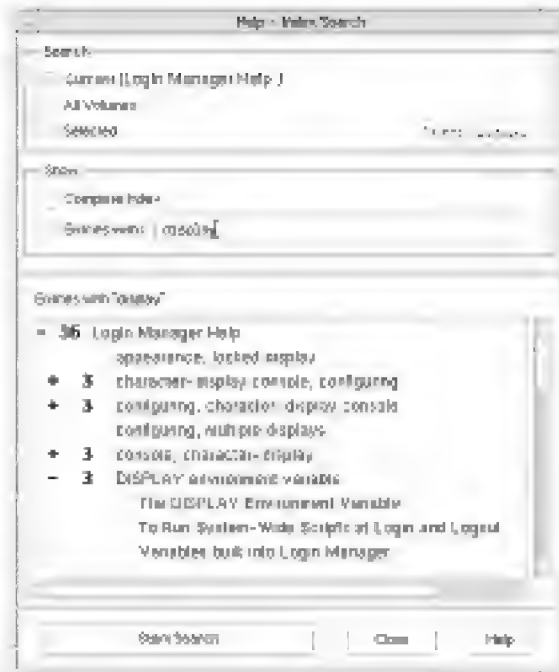 Help - Index Search
Search
Current (Login Manager Help )
All Volumes
Selected
Show
Complete Index
Entries with: display
Entries with "display"
- 36 Login Manager Help
appearance, locked display
+ 3 character-display console, configuring
+ 3 configuring, character-display console
configuring, multiple displays
+ 3 console, character-display
- 3 DISPLAY environment variable
The DISPLAY Environment Variable
To Run System-Wide Scripts at Login and Logout
Variables built into Login Manager
Start Search
Close
Help